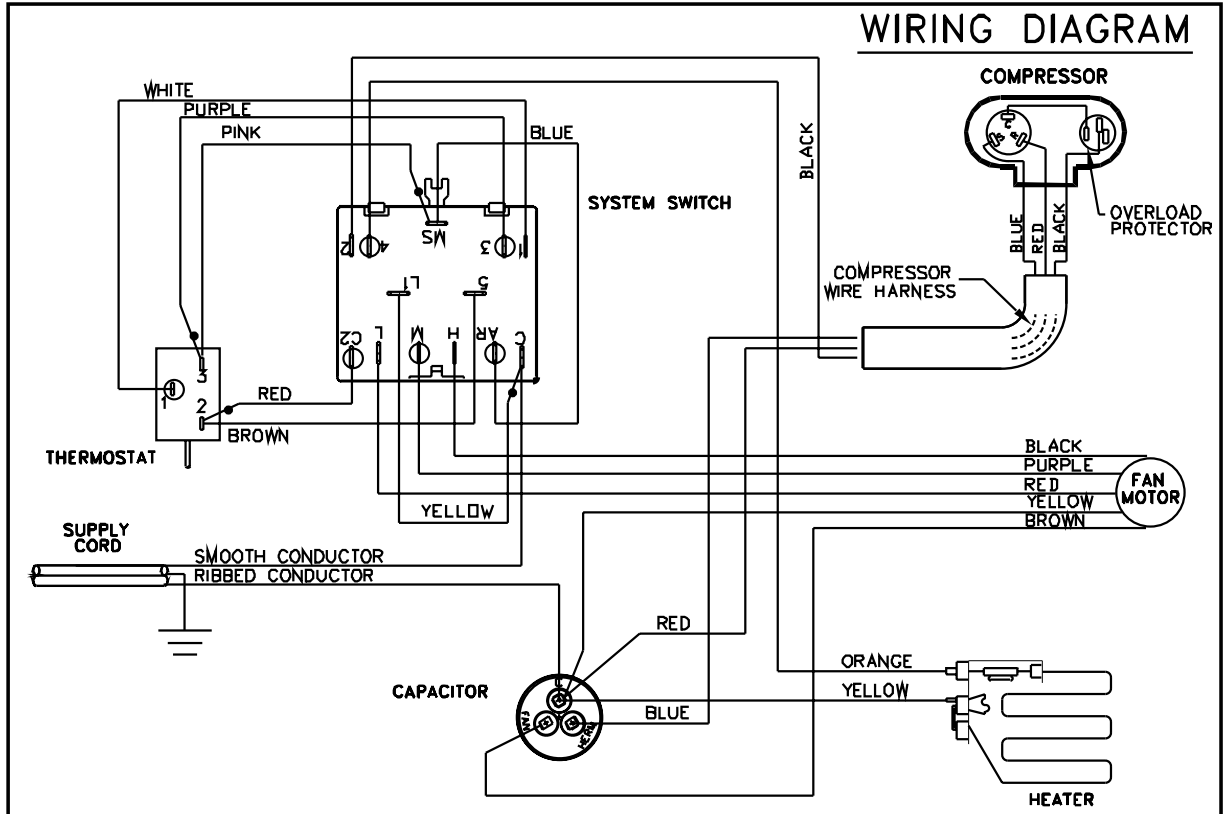 WIRING DIAGRAM
COMPRESSOR
WHITE
PURPLE
PINK
BLUE
BLACK
C
S
R
SYSTEM SWITCH
OVERLOAD
PROTECTOR
BLUE
RED
BLACK
2
4
MS
3
1
COMPRESSOR
WIRE HARNESS
L1
5
C2
L
M
H
AR
C
3
1
2
RED
BROWN
THERMOSTAT
BLACK
PURPLE
RED
YELLOW
BROWN
FAN
MOTOR
YELLOW
SUPPLY
CORD
SMOOTH CONDUCTOR
RIBBED CONDUCTOR
RED
ORANGE
CAPACITOR
YELLOW
C
FAN
HERM
BLUE
HEATER